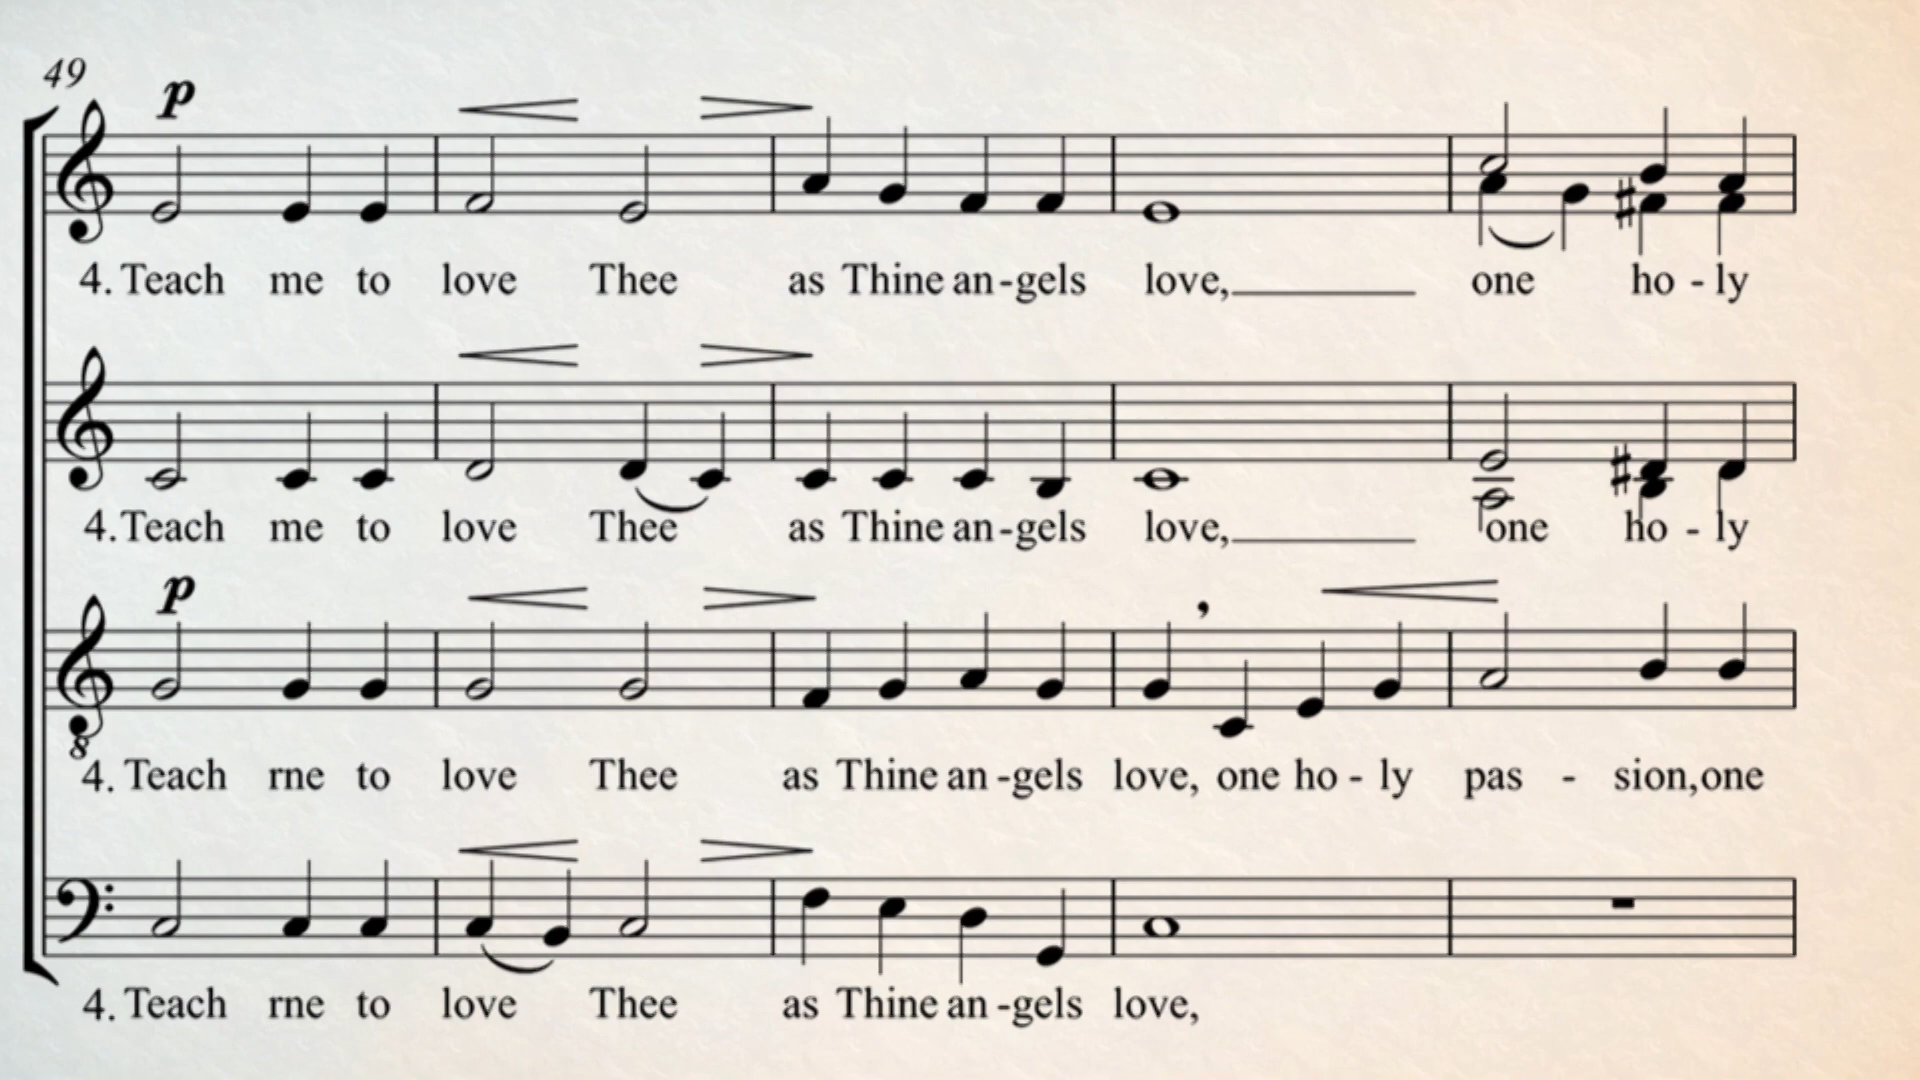 49
p
4. Teach me to love Thee as Thine an-gels love,_____ one ho - ly
4. Teach me to love Thee as Thine an-gels love,_____ one ho - ly
p
8
4. Teach rne to love Thee as Thine an-gels love, one ho - ly pas - sion, one
4. Teach rne to love Thee as Thine an-gels love,